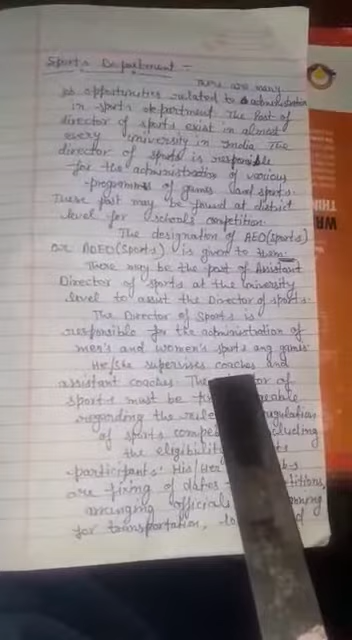 Sports Department -
There are many
opportunities related to administration
in sports department. The Post of
director of sports exist in almost
every university in India The
director of sports is responsible
for the administration of various
programms of games and sports.
These post may be found at district
level for schools competition.
The designation of AEO (Sports)
or ADEO (Sports) is given to them
There may be the post of Assistant
Director of sports at the university
level to assist the Director of sports.
The Director of Sports is
responsible for the administration of
men's and women's sports and games
He/She supervises coaches and
assistant coaches. The
sports must be
regarding the
of sports
the eligibility
participants. His/Her
are fixing of dates
arranging officials
for transportation,
WR
THIN